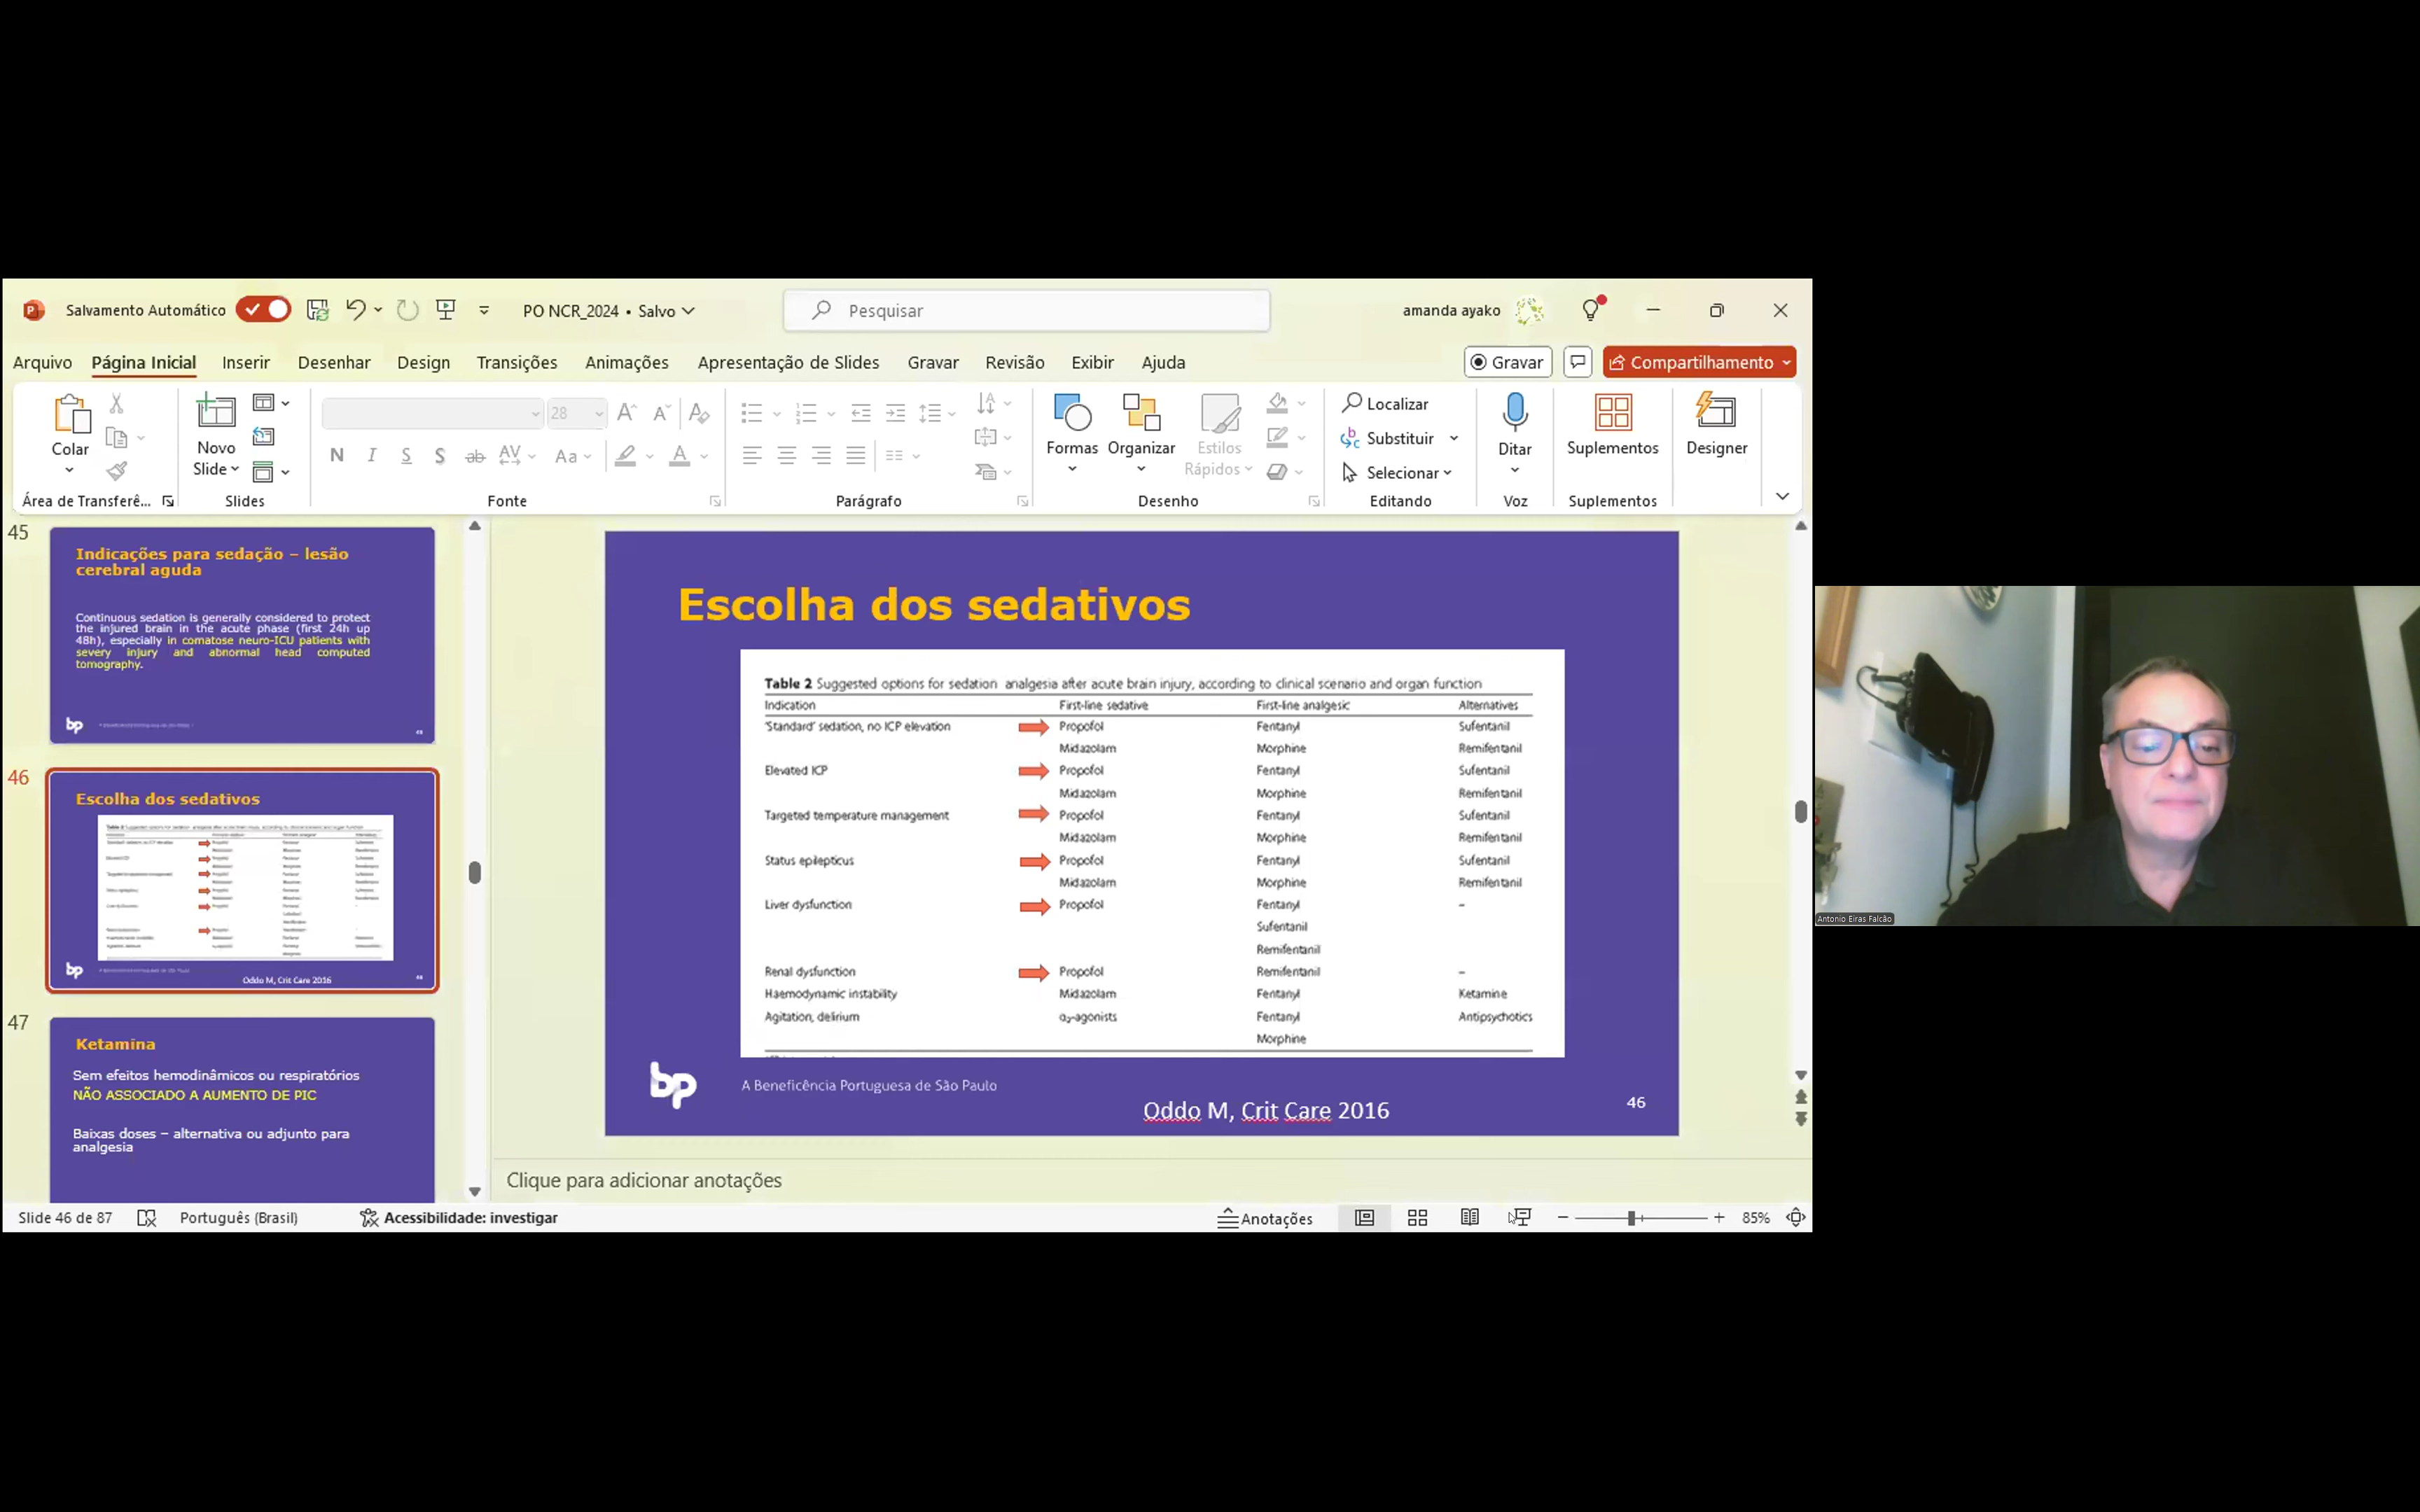 Salvamento Automático
PO NCR_2024 • Salvo
Pesquisar
amanda ayako
Arquivo Página Inicial Inserir Desenhar Design Transições Animações Apresentação de Slides Gravar Revisão Exibir Ajuda
Gravar
Compartilhamento
Colar
Novo Slide
28
N I S S ab AV Aa A
Formas
Organizar
Estilos Rápidos
Localizar
Substituir
Selecionar
Ditar
Suplementos
Designer
Área de Transferê... Slides Fonte Parágrafo Desenho Editando Voz Suplementos
45
Indicações para sedação – lesão
cerebral aguda
Continuous sedation is generally considered to protect
the injured brain in the acute phase (first 24h up
48h), especially in comatose neuro-ICU patients with
severy injury and abnormal head computed
tomography.
bp
46
Escolha dos sedativos
bp
Oddo M, Crit Care 2016
47
Ketamina
Sem efeitos hemodinâmicos ou respiratórios
NÃO ASSOCIADO A AUMENTO DE PIC
Baixas doses – alternativa ou adjunto para
analgesia
Escolha dos sedativos
Table 2 Suggested options for sedation analgesia after acute brain injury, according to clinical scenario and organ function
Indication First-line sedative First-line analgesic Alternatives
'Standard' sedation, no ICP elevation Propofol Fentanyl Sufentanil
Midazolam Morphine Remifentanil
Elevated ICP Propofol Fentanyl Sufentanil
Midazolam Morphine Remifentanil
Targeted temperature management Propofol Fentanyl Sufentanil
Midazolam Morphine Remifentanil
Status epilepticus Propofol Fentanyl Sufentanil
Midazolam Morphine Remifentanil
Liver dysfunction Propofol Fentanyl –
Sufentanil
Remifentanil
Renal dysfunction Propofol Remifentanil –
Haemodynamic instability Midazolam Fentanyl Ketamine
Agitation, delirium α₂-agonists Fentanyl Antipsychotics
Morphine
bp
A Beneficência Portuguesa de São Paulo
Oddo M, Crit Care 2016
46
Clique para adicionar anotações
Slide 46 de 87
Português (Brasil)
Acessibilidade: investigar
Anotações
85%
Antonio Eiras Falcão